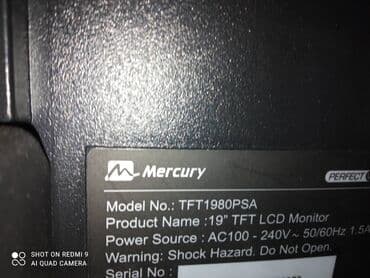 Mercury
PERFECT
Model No.: TFT1980PSA
Product Name :19" TFT LCD Monitor
Power Source : AC100 - 240V~ 50/60Hz 1.5A
Warning: Shock Hazard. Do Not Open.
Serial No :
SHOT ON REDMI 9
AI QUAD CAMERA